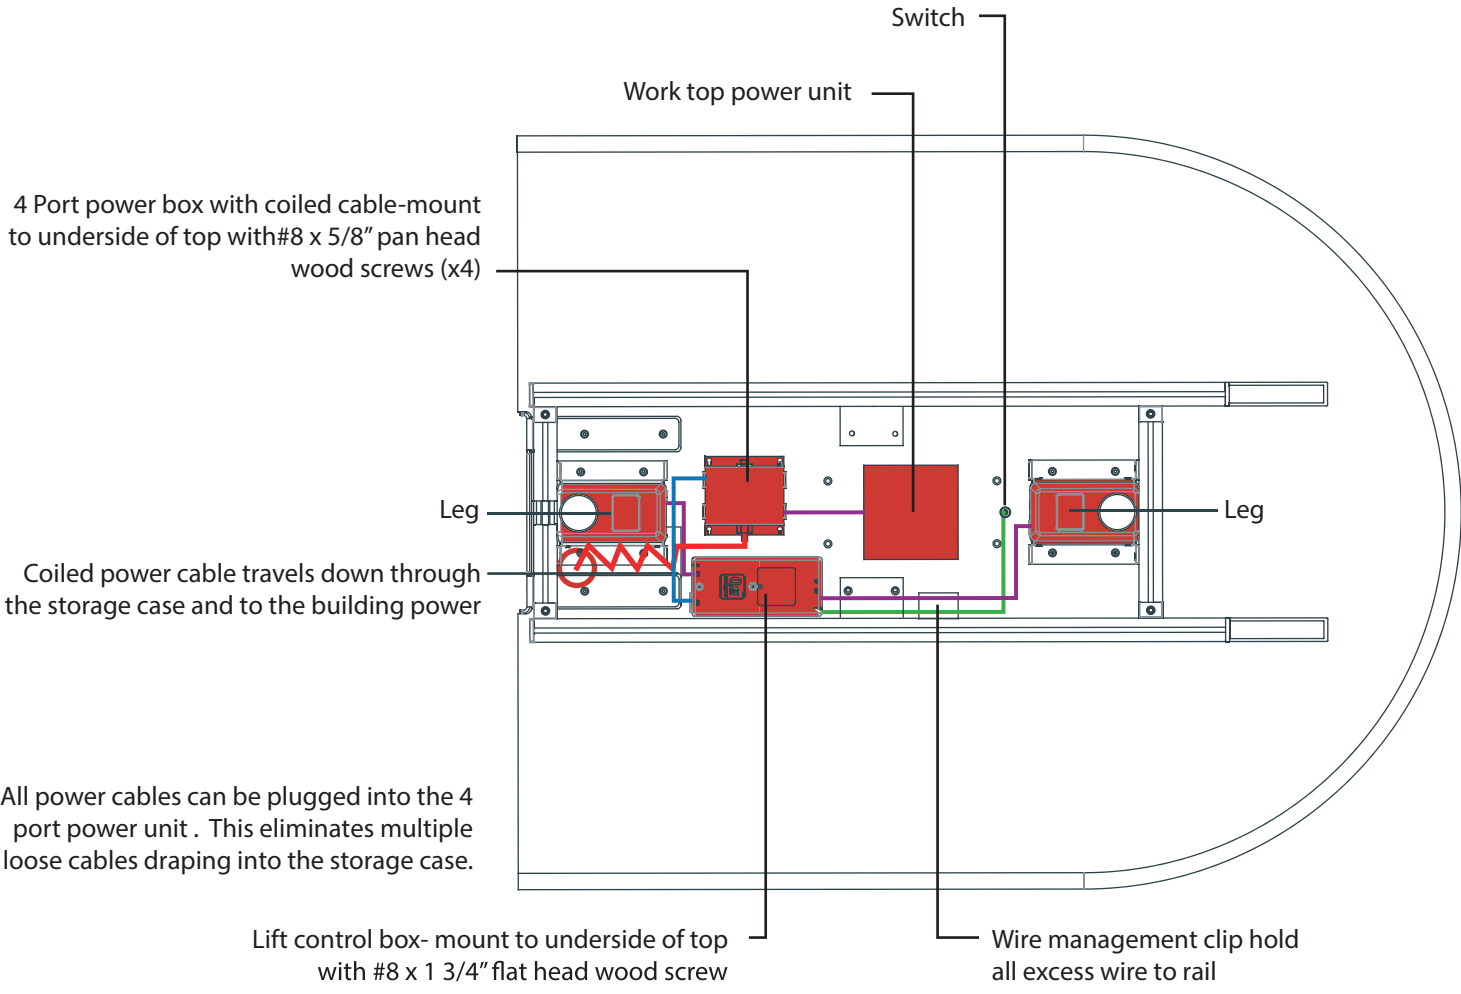 Switch
Work top power unit
4 Port power box with coiled cable-mount
to underside of top with#8 x 5/8” pan head
wood screws (x4)
Leg
Leg
Coiled power cable travels down through
the storage case and to the building power
All power cables can be plugged into the 4
port power unit . This eliminates multiple
loose cables draping into the storage case.
Lift control box- mount to underside of top
with #8 x 1 3/4” flat head wood screw
Wire management clip hold
all excess wire to rail